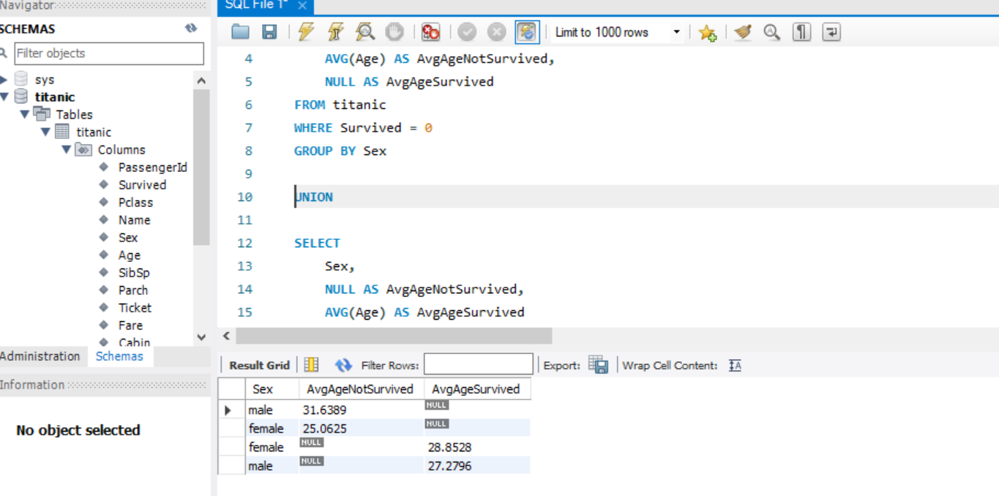 Navigator
SCHEMAS
Filter objects
sys
titanic
Tables
titanic
Columns
PassengerId
Survived
Pclass
Name
Sex
Age
SibSp
Parch
Ticket
Fare
Cabin
Administration Schemas
Information
No object selected
SQL File 1* ×
Limit to 1000 rows
4 AVG(Age) AS AvgAgeNotSurvived,
5 NULL AS AvgAgeSurvived
6 FROM titanic
7 WHERE Survived = 0
8 GROUP BY Sex
9
10 UNION
11
12 SELECT
13 Sex,
14 NULL AS AvgAgeNotSurvived,
15 AVG(Age) AS AvgAgeSurvived
Result Grid Filter Rows: Export: Wrap Cell Content: IA
Sex AvgAgeNotSurvived AvgAgeSurvived
male 31.6389 NULL
female 25.0625 NULL
female NULL 28.8528
male NULL 27.2796